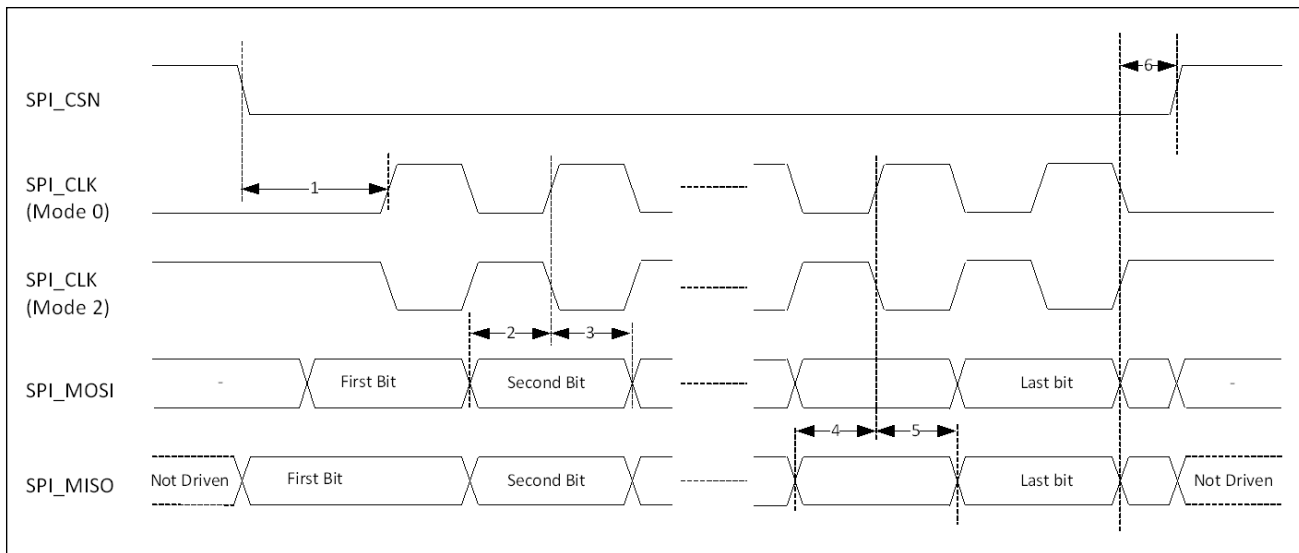 SPI_CSN
6
SPI_CLK
(Mode 0)
1
SPI_CLK
(Mode 2)
2 3
SPI_MOSI
- First Bit Second Bit Last bit -
4 5
SPI_MISO
Not Driven First Bit Second Bit Last bit Not Driven